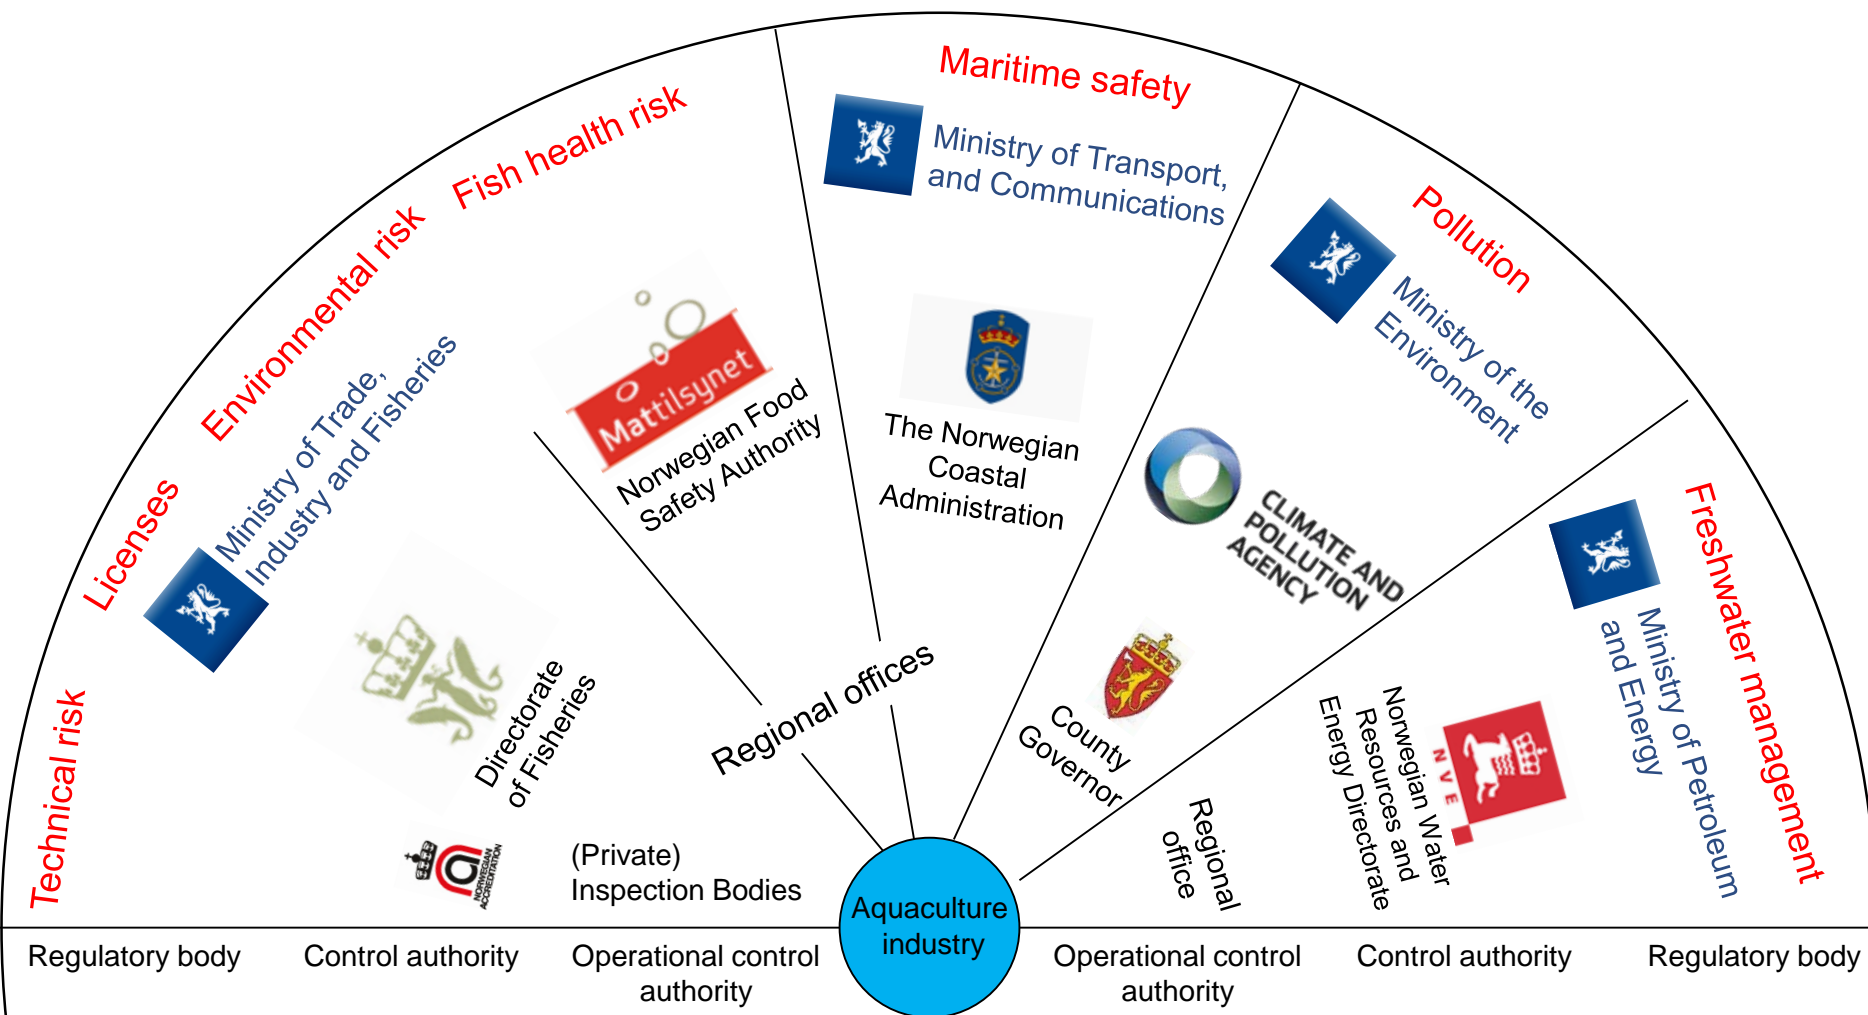 Technical risk
Licenses
Environmental risk
Fish health risk
Ministry of Trade,
Industry and Fisheries
Mattilsynet
Norwegian Food
Safety Authority
Directorate
of Fisheries
NORWEGIAN
ACCREDITATION
(Private)
Inspection Bodies
Regional offices
Maritime safety
Ministry of Transport,
and Communications
The Norwegian
Coastal
Administration
Pollution
Ministry of the
Environment
CLIMATE AND
POLLUTION
AGENCY
County
Governor
Freshwater management
Ministry of Petroleum
and Energy
NVE
Norwegian Water
Resources and
Energy Directorate
Regional
office
Aquaculture
industry
Regulatory body
Control authority
Operational control
authority
Operational control
authority
Control authority
Regulatory body